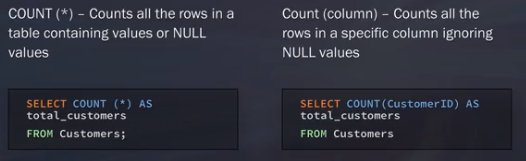 COUNT (*) – Counts all the rows in a
table containing values or NULL
values
SELECT COUNT (*) AS
total_customers
FROM Customers;
Count (column) – Counts all the
rows in a specific column ignoring
NULL values
SELECT COUNT(CustomerID) AS
total_customers
FROM Customers